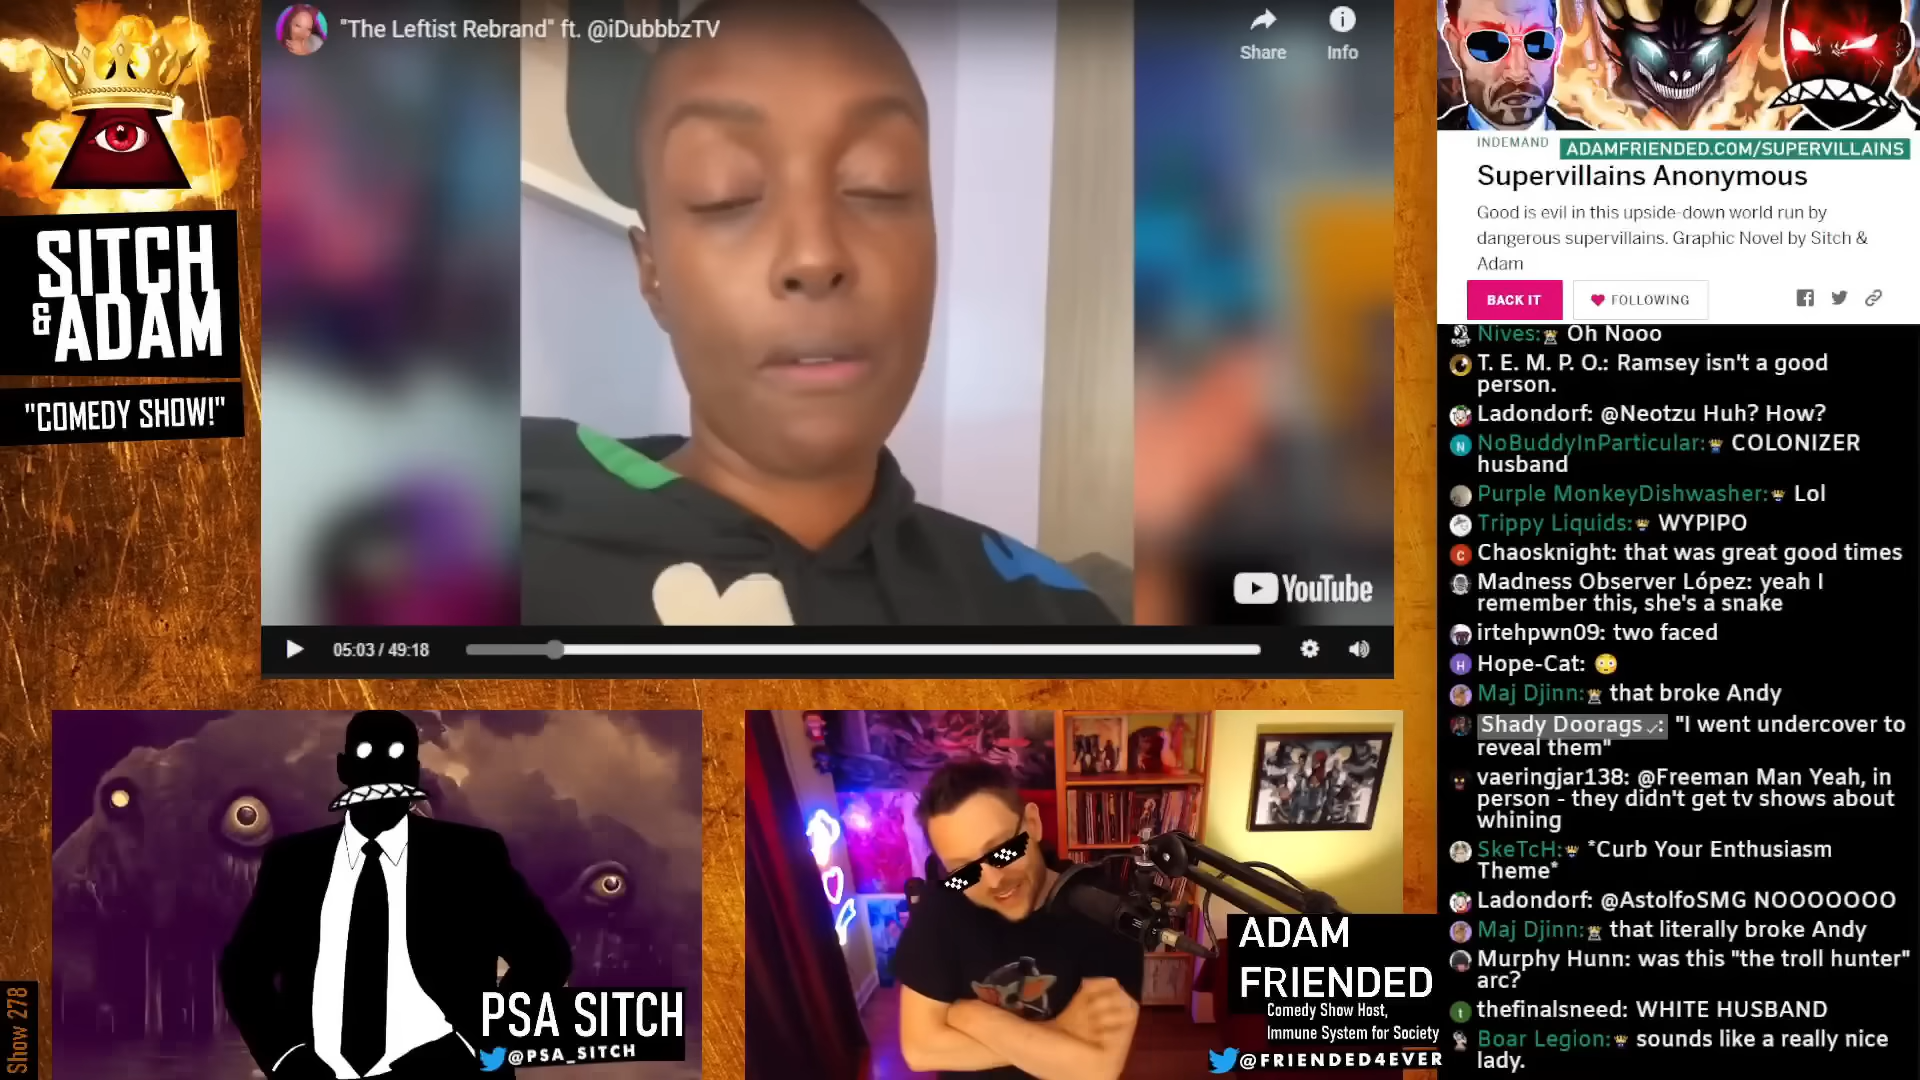 SITCH
& ADAM
"COMEDY SHOW!"
Show 278
"The Leftist Rebrand" ft. @iDubbbzTV
Share
Info
YouTube
05:03 / 49:18
INDEMAND
ADAMFRIENDED.COM/SUPERVILLAINS
Supervillains Anonymous
Good is evil in this upside-down world run by
dangerous supervillains. Graphic Novel by Sitch &
Adam
BACK IT
FOLLOWING
Nives: Oh Nooo
T. E. M. P. O.: Ramsey isn't a good
person.
Ladondorf: @Neotzu Huh? How?
NoBuddyInParticular: COLONIZER
husband
Purple MonkeyDishwasher: Lol
Trippy Liquids: WYPIPO
Chaosknight: that was great good times
Madness Observer López: yeah I
remember this, she's a snake
irtehpwn09: two faced
Hope-Cat: 😳
Maj Djinn: that broke Andy
Shady Doorags ✓: "I went undercover to
reveal them"
vaeringjar138: @Freeman Man Yeah, in
person - they didn't get tv shows about
whining
SkeTcH: *Curb Your Enthusiasm
Theme*
Ladondorf: @AstolfoSMG NOOOOOOO
Maj Djinn: that literally broke Andy
Murphy Hunn: was this "the troll hunter"
arc?
thefinalsneed: WHITE HUSBAND
Boar Legion: sounds like a really nice
lady.
PSA SITCH
@PSA_SITCH
ADAM
FRIENDED
Comedy Show Host,
Immune System for Society
@FRIENDED4EVER